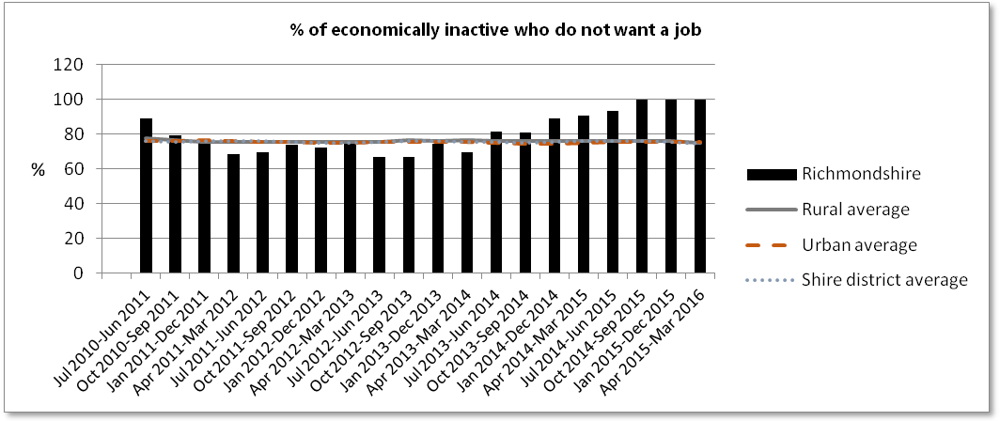 % of economically inactive who do not want a job
120
100
80
60
40
20
0
%
Jul 2010-Jun 2011
Oct 2010-Sep 2011
Jan 2011-Dec 2011
Apr 2011-Mar 2012
Jul 2011-Jun 2012
Oct 2011-Sep 2012
Jan 2012-Dec 2012
Apr 2012-Mar 2013
Jul 2012-Jun 2013
Oct 2012-Sep 2013
Jan 2013-Dec 2013
Apr 2013-Mar 2014
Jul 2013-Jun 2014
Oct 2013-Sep 2014
Jan 2014-Dec 2014
Apr 2014-Mar 2015
Jul 2014-Jun 2015
Oct 2014-Sep 2015
Jan 2015-Dec 2015
Apr 2015-Mar 2016
Richmondshire
Rural average
Urban average
Shire district average